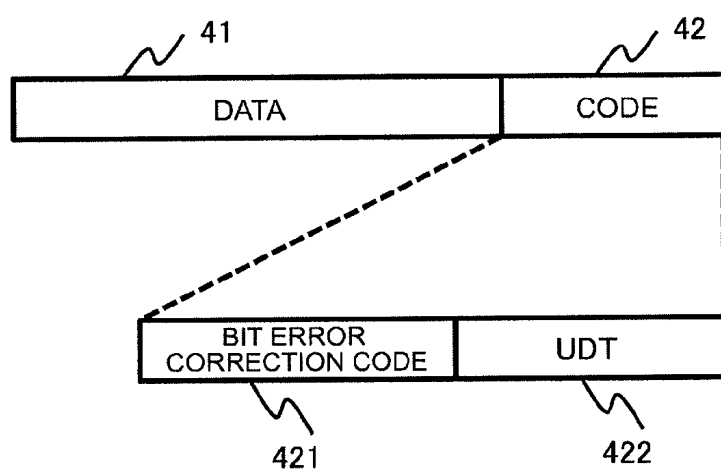 41
42
DATA
CODE
BIT ERROR
CORRECTION CODE
UDT
421
422